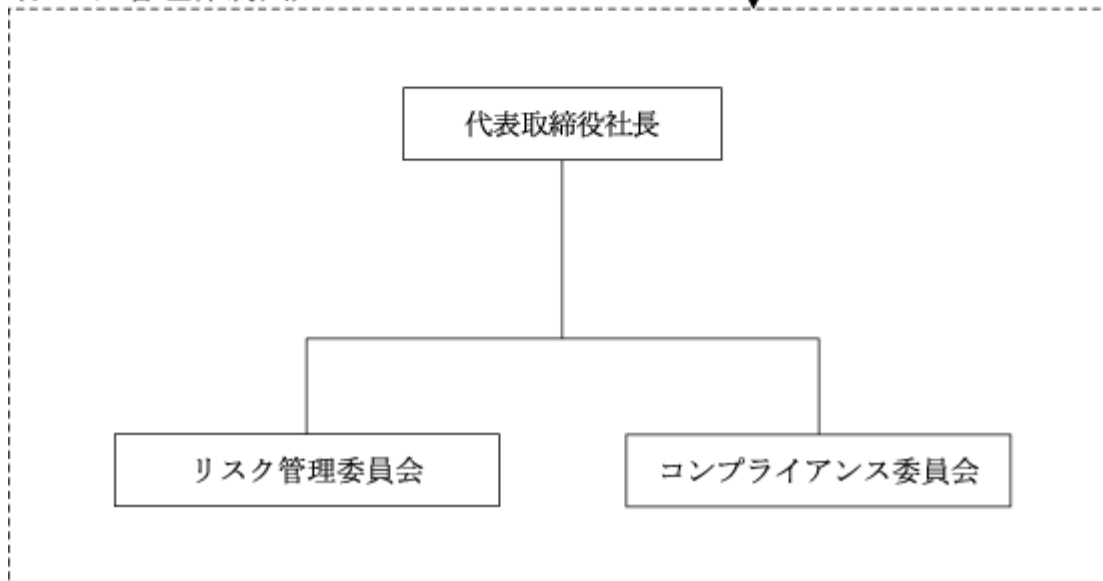 代表取締役社長
リスク管理委員会
コンプライアンス委員会